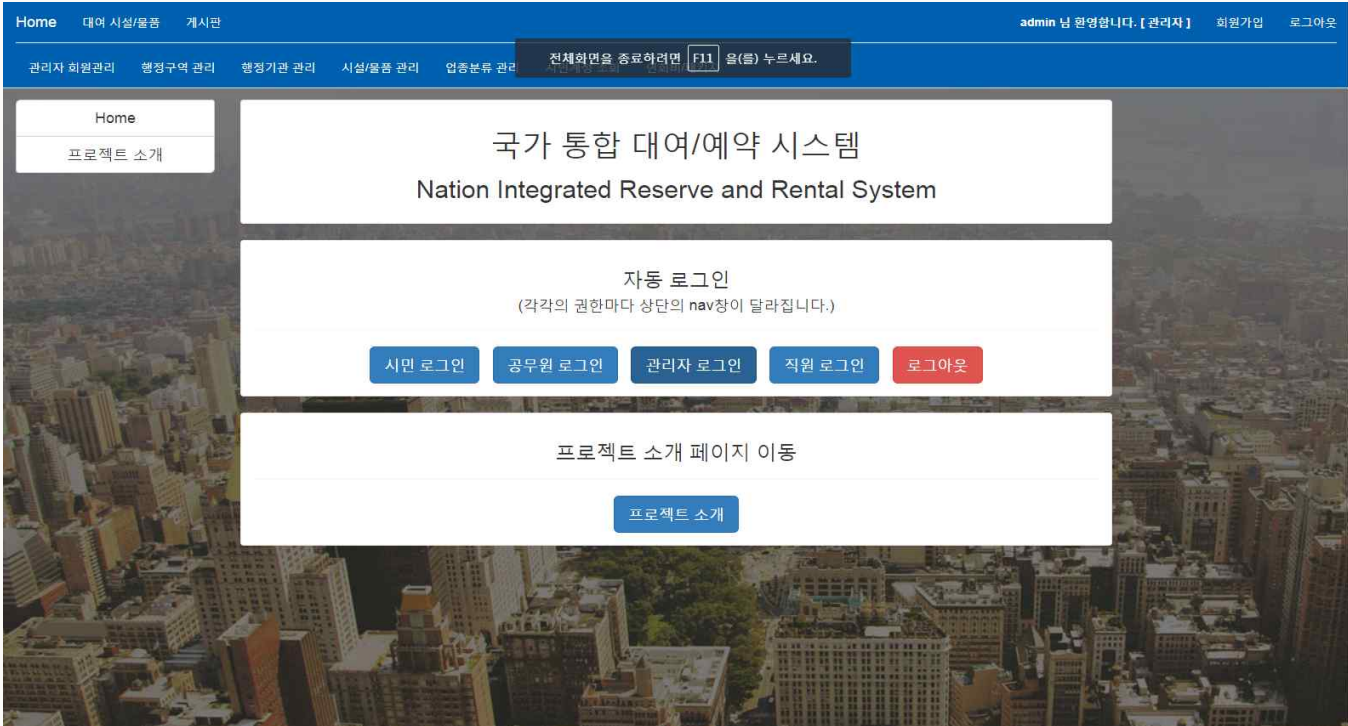 Home 대여 시설/물품 게시판 admin 님 환영합니다. [ 관리자 ] 회원가입 로그아웃
전체화면을 종료하려면 F11 을(를) 누르세요.
관리자 회원관리 행정구역 관리 행정기관 관리 시설/물품 관리 업종분류 관리
Home
프로젝트 소개
국가 통합 대여/예약 시스템
Nation Integrated Reserve and Rental System
자동 로그인
(각각의 권한마다 상단의 nav창이 달라집니다.)
시민 로그인 공무원 로그인 관리자 로그인 직원 로그인 로그아웃
프로젝트 소개 페이지 이동
프로젝트 소개